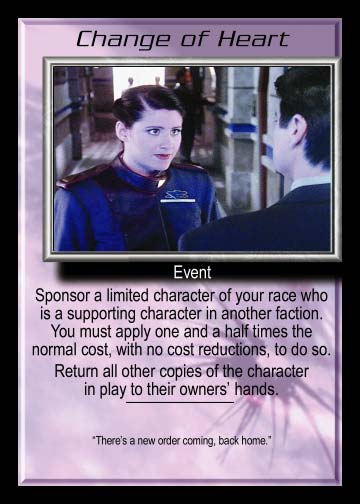 Change of Heart
Event
Sponsor a limited character of your race who
is a supporting character in another faction.
You must apply one and a half times the
normal cost, with no cost reductions, to do so.
Return all other copies of the character
in play to their owners' hands.
“There's a new order coming, back home.”